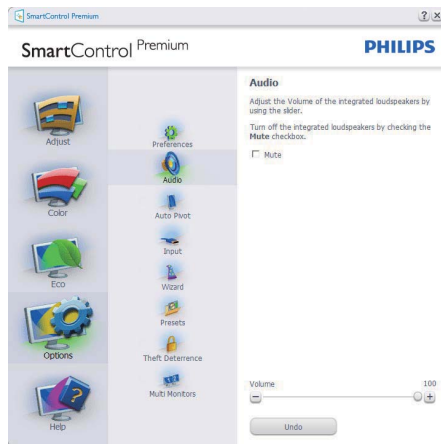 SmartControl Premium
? x
SmartControl Premium
PHILIPS
Adjust
Color
Eco
Options
Help
Preferences
Audio
Auto Pivot
Input
Wizard
Presets
Theft Deterrence
Multi Monitors
Audio
Adjust the Volume of the integrated loudspeakers by
using the slider.
Turn off the integrated loudspeakers by checking the
Mute checkbox.
Mute
Volume 100
Undo